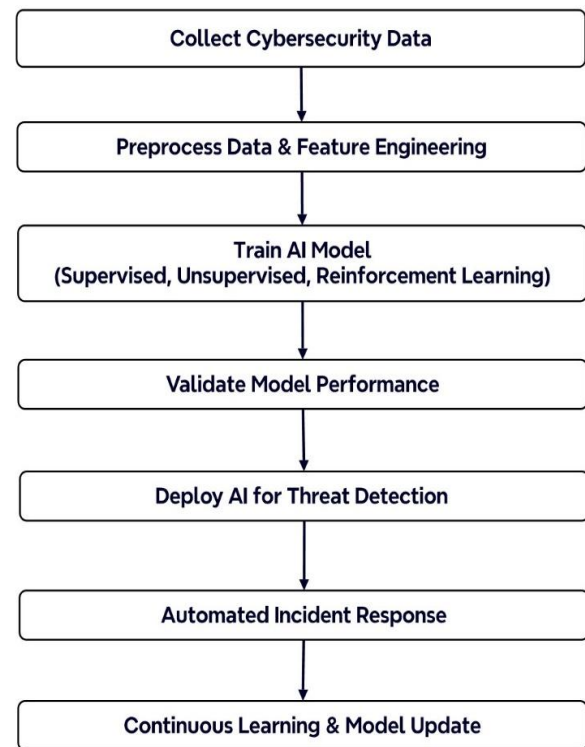 Collect Cybersecurity Data
Preprocess Data & Feature Engineering
Train AI Model
(Supervised, Unsupervised, Reinforcement Learning)
Validate Model Performance
Deploy AI for Threat Detection
Automated Incident Response
Continuous Learning & Model Update